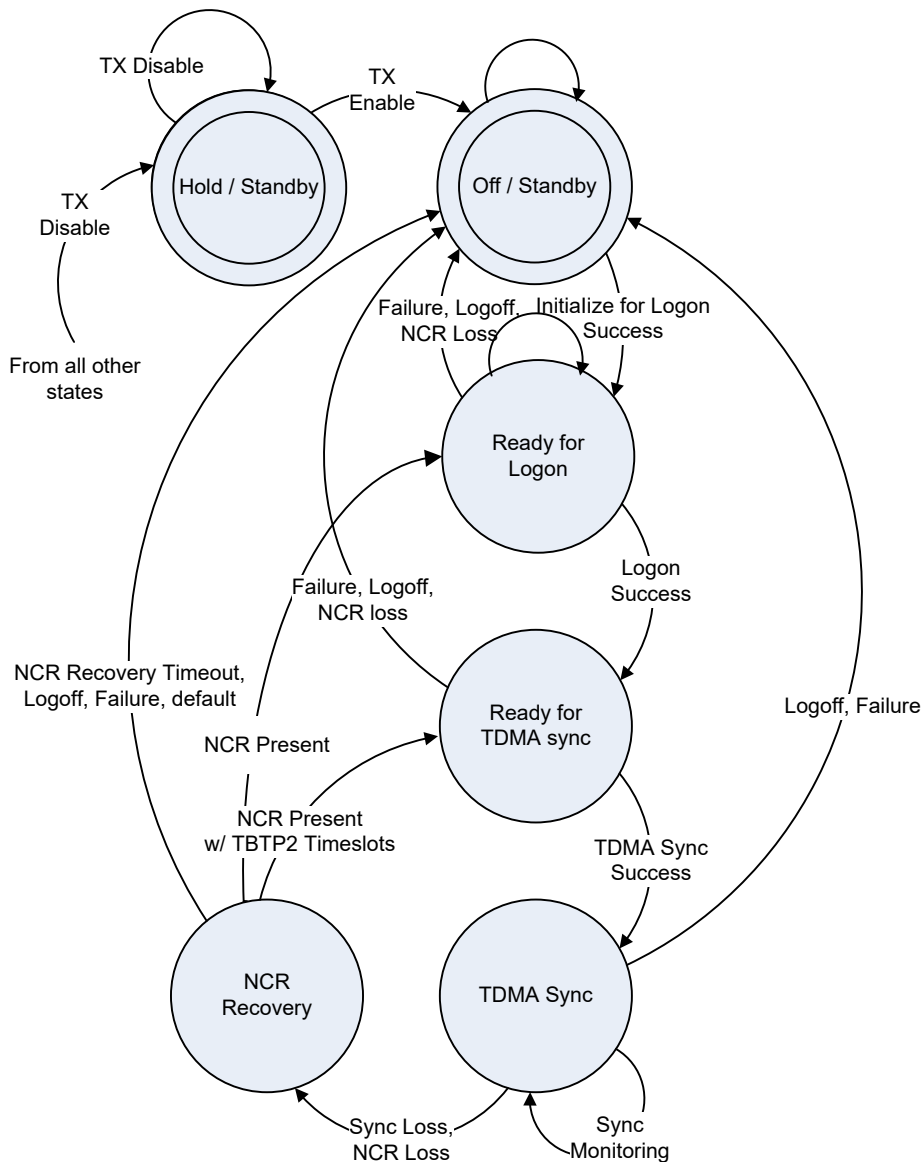 TX Disable
TX
Enable
Hold / Standby
Off / Standby
TX
Disable
From all other
states
Failure, Logoff,
NCR Loss
Initialize for Logon
Success
Ready for
Logon
Logon
Success
Failure, Logoff,
NCR loss
NCR Recovery Timeout,
Logoff, Failure, default
Ready for
TDMA sync
Logoff, Failure
NCR Present
NCR Present
w/ TBTP2 Timeslots
TDMA Sync
Success
NCR
Recovery
TDMA Sync
Sync Loss,
NCR Loss
Sync
Monitoring